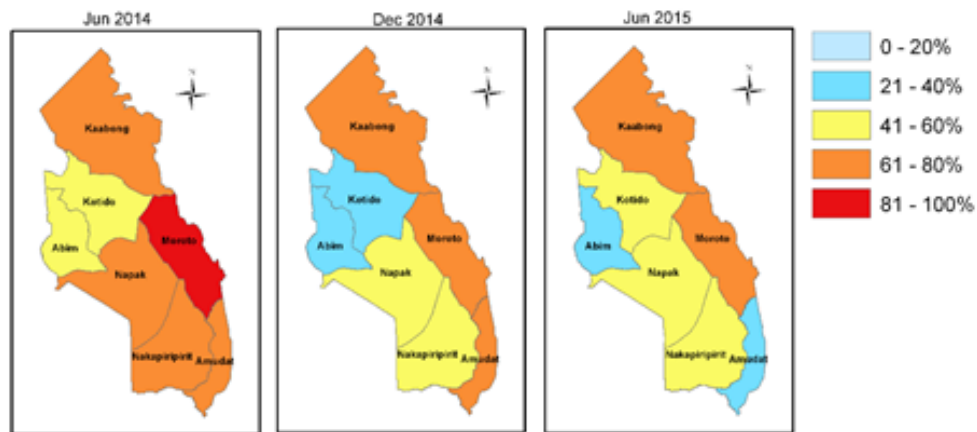 Jun 2014
Dec 2014
Jun 2015
N
Kaabong
Kotido
Abim
Moroto
Napak
Nakapiripirit
Amudat
N
Kaabong
Kotido
Abim
Moroto
Napak
Nakapiripirit
Amudat
N
Kaabong
Kotido
Abim
Moroto
Napak
Nakapiripirit
Amudat
0 - 20%
21 - 40%
41 - 60%
61 - 80%
81 - 100%